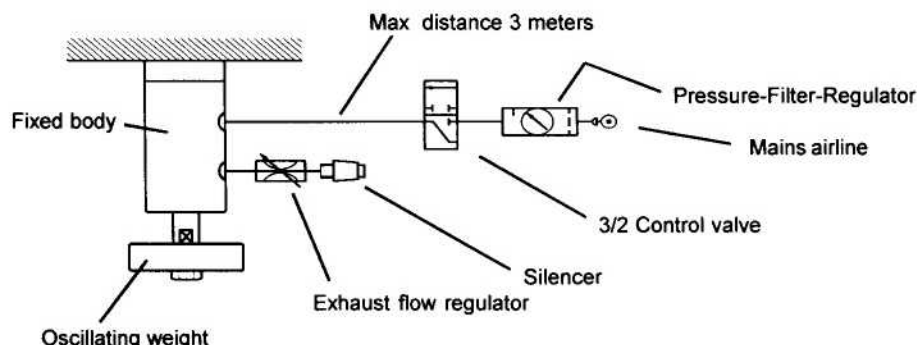 Max distance 3 meters
Pressure-Filter-Regulator
Fixed body
Mains airline
3/2 Control valve
Silencer
Exhaust flow regulator
Oscillating weight